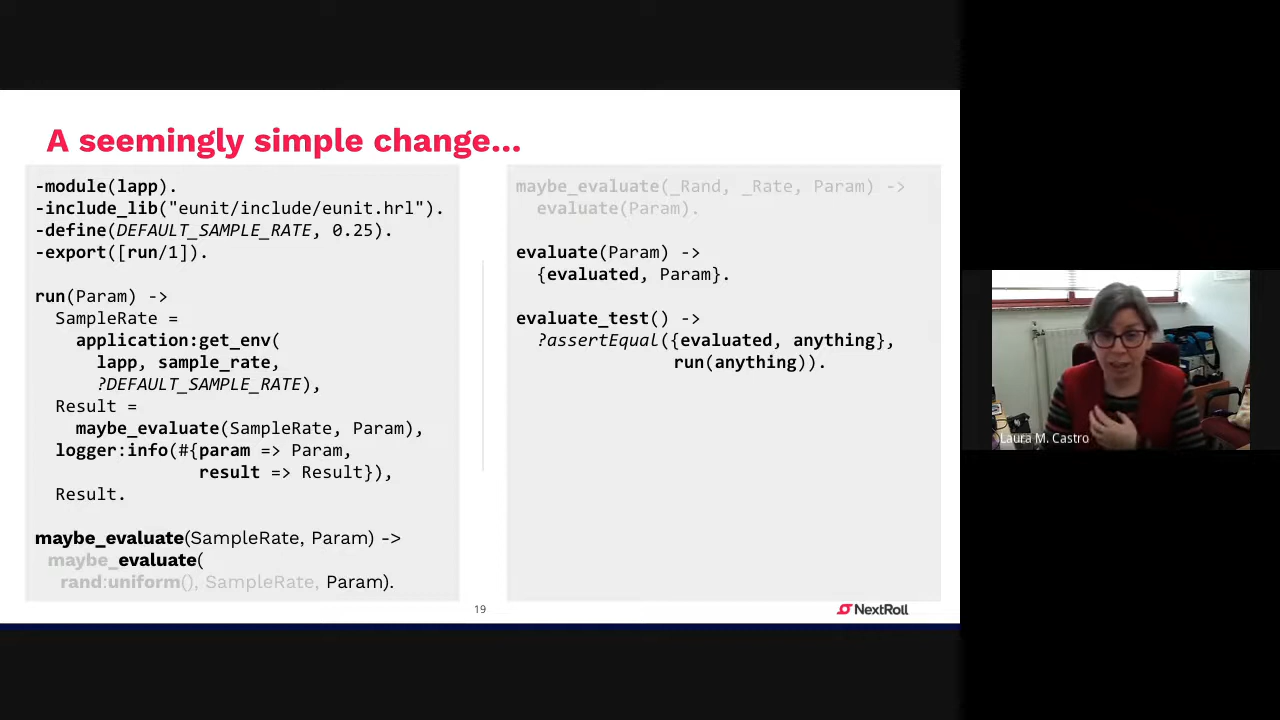 A seemingly simple change...
-module(lapp).
-include_lib("eunit/include/eunit.hrl").
-define(DEFAULT_SAMPLE_RATE, 0.25).
-export([run/1]).
run(Param) ->
SampleRate =
application:get_env(
lapp, sample_rate,
?DEFAULT_SAMPLE_RATE),
Result =
maybe_evaluate(SampleRate, Param),
logger:info(#{param => Param,
result => Result}),
Result.
maybe_evaluate(SampleRate, Param) ->
maybe_evaluate(
rand:uniform(), SampleRate, Param).
maybe_evaluate(_Rand, _Rate, Param) ->
evaluate(Param).
evaluate(Param) ->
{evaluated, Param}.
evaluate_test() ->
?assertEqual({evaluated, anything},
run(anything)).
19
NextRoll
Laura M. Castro